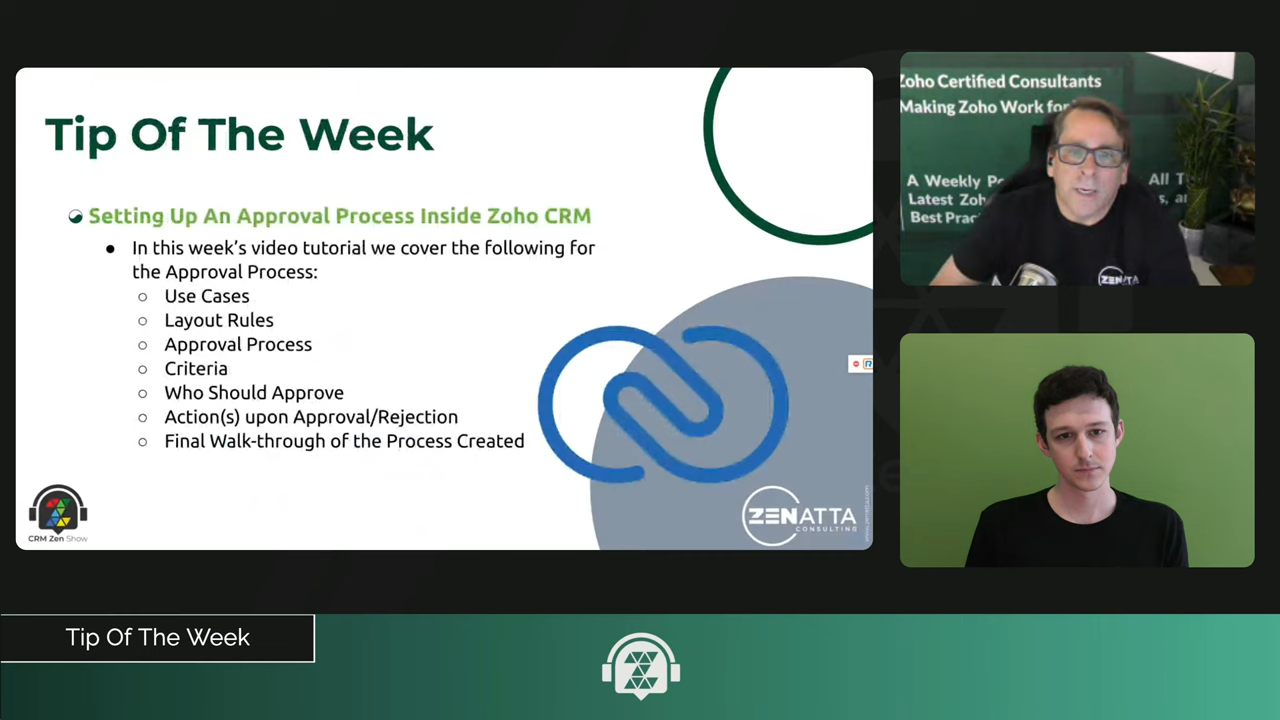 Tip Of The Week
Setting Up An Approval Process Inside Zoho CRM
In this week's video tutorial we cover the following for
the Approval Process:
Use Cases
Layout Rules
Approval Process
Criteria
Who Should Approve
Action(s) upon Approval/Rejection
Final Walk-through of the Process Created
CRM Zen Show
ZENATTA
CONSULTING
www.zenatta.com
Zoho Certified Consultants
Making Zoho Work for
A Weekly
All
Latest
Best
ZENATTA
Tip Of The Week